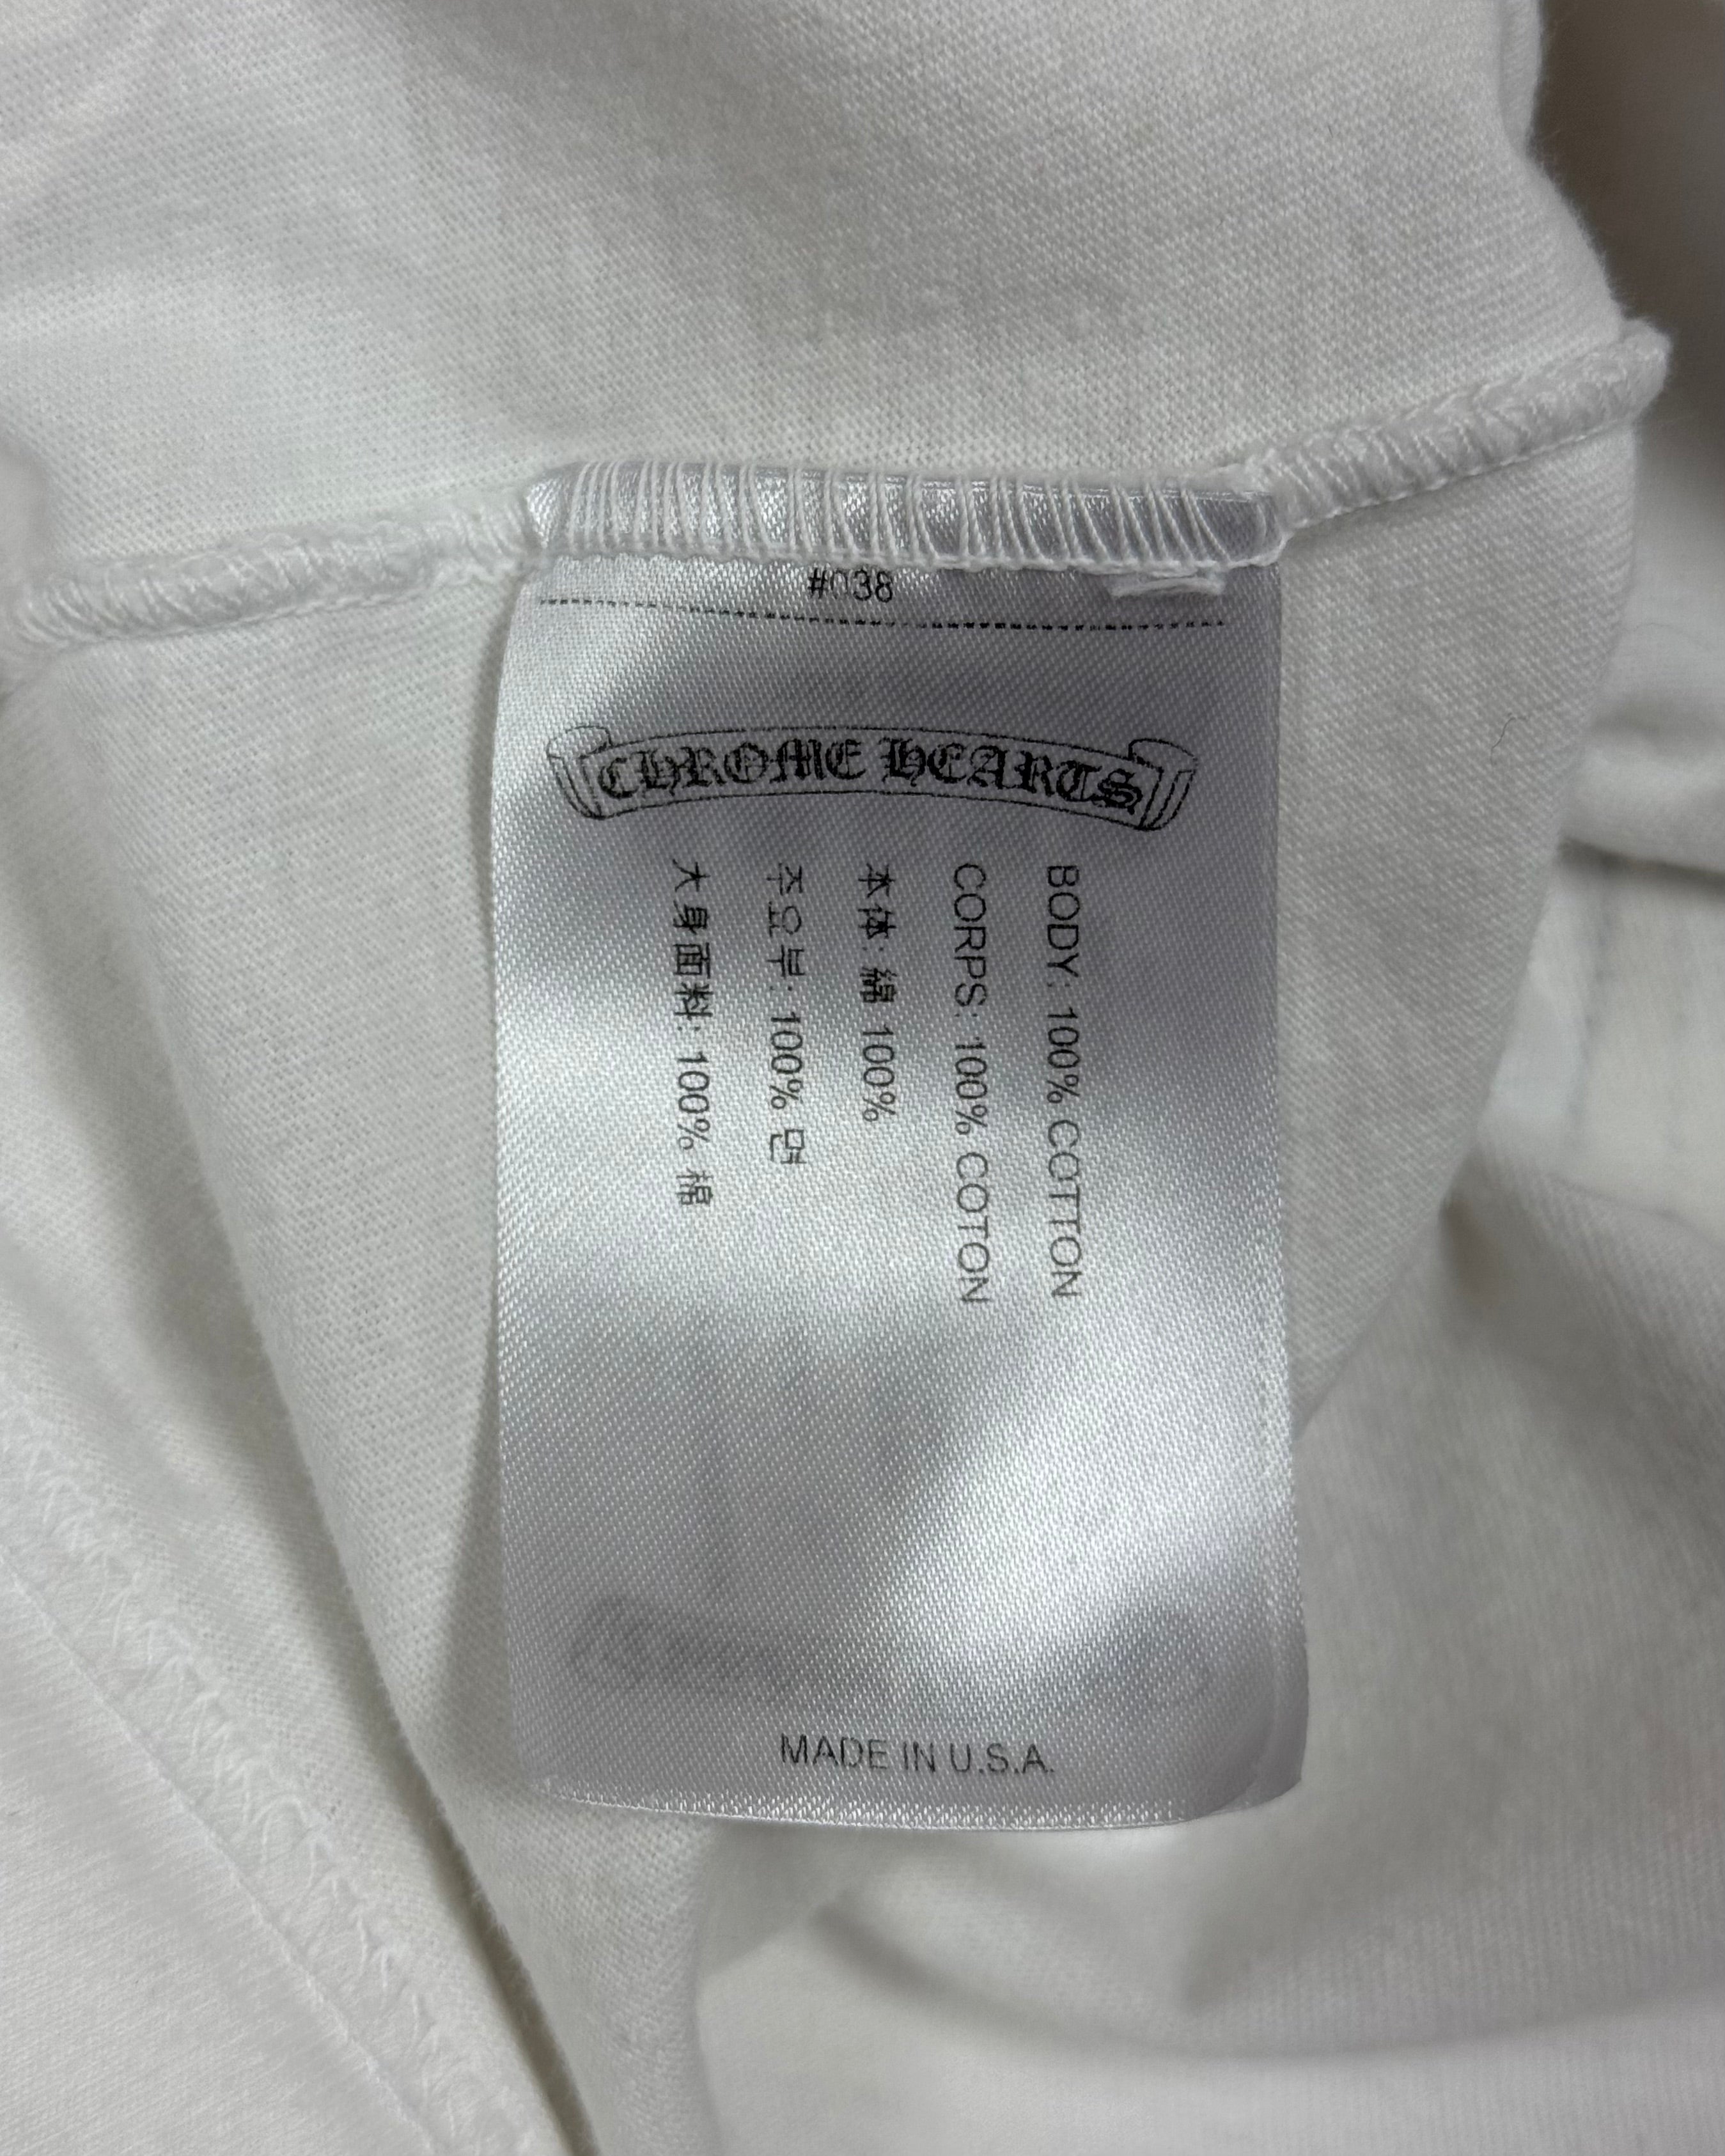 #038
CHROME HEARTS
BODY: 100% COTTON
CORPS: 100% COTON
本体: 綿 100%
주요부: 100% 면
大身面料: 100% 棉
MADE IN U.S.A.